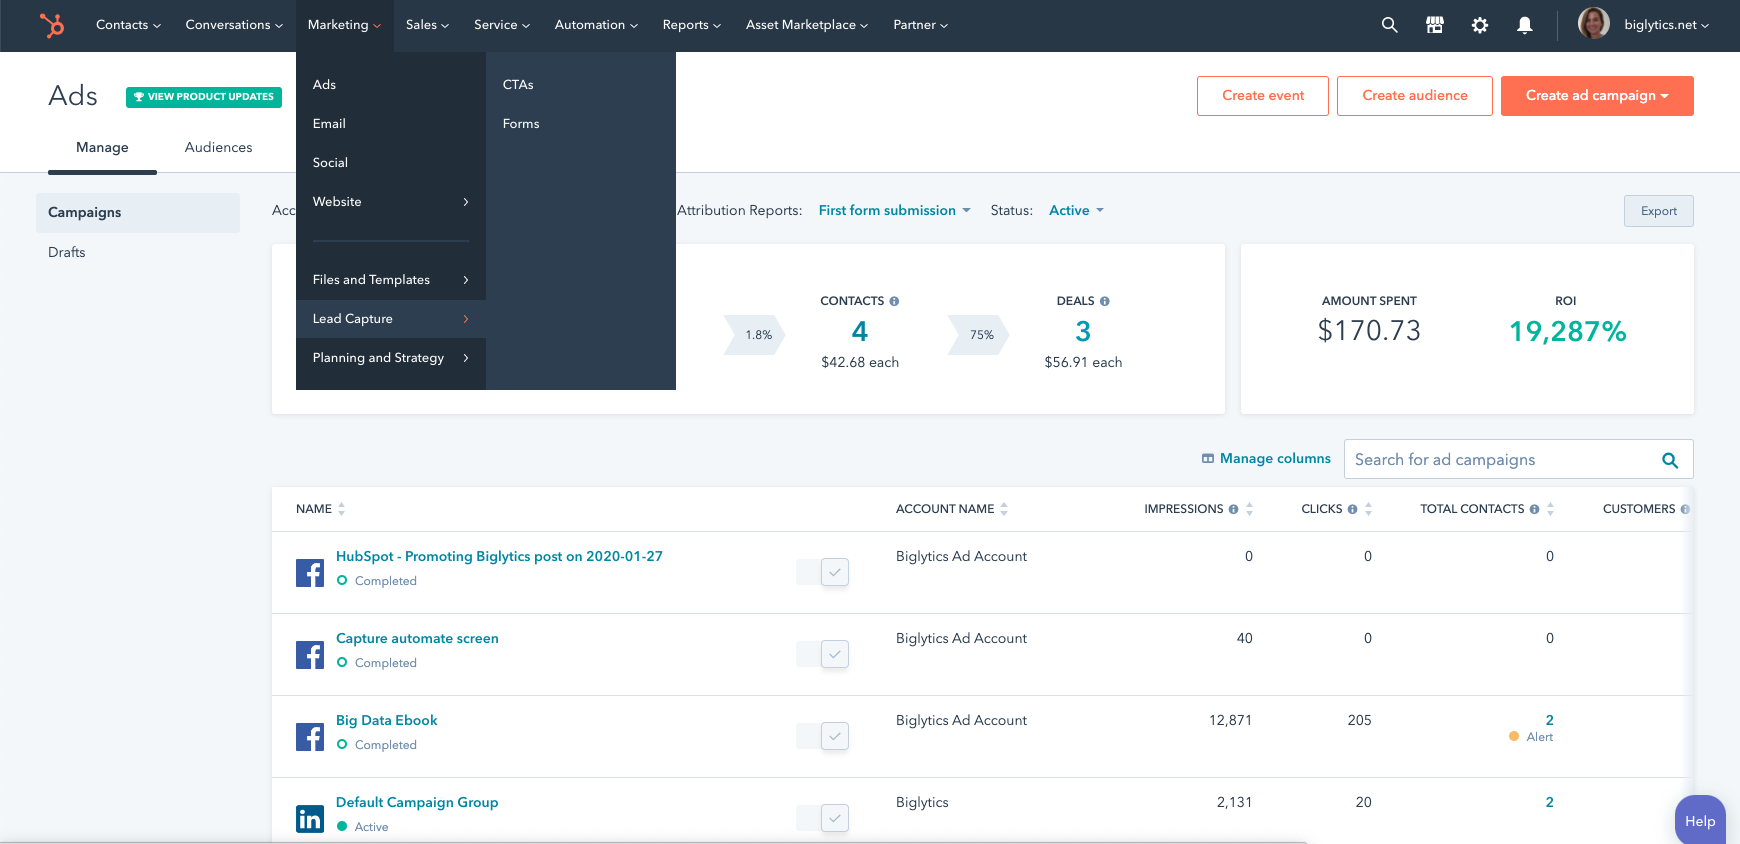 Contacts Conversations Marketing Sales Service Automation Reports Asset Marketplace Partner biglytics.net
Ads VIEW PRODUCT UPDATES
Create event Create audience Create ad campaign
Manage Audiences
Campaigns
Drafts
Ads
Email
Social
Website
Files and Templates
Lead Capture
Planning and Strategy
CTAs
Forms
Attribution Reports: First form submission Status: Active Export
1.8%
CONTACTS
4
$42.68 each
75%
DEALS
3
$56.91 each
AMOUNT SPENT
$170.73
ROI
19,287%
Manage columns Search for ad campaigns
NAME ACCOUNT NAME IMPRESSIONS CLICKS TOTAL CONTACTS CUSTOMERS
HubSpot - Promoting Biglytics post on 2020-01-27 Biglytics Ad Account 0 0 0
Completed
Capture automate screen Biglytics Ad Account 40 0 0
Completed
Big Data Ebook Biglytics Ad Account 12,871 205 2
Completed Alert
Default Campaign Group Biglytics 2,131 20 2
in Active
Help